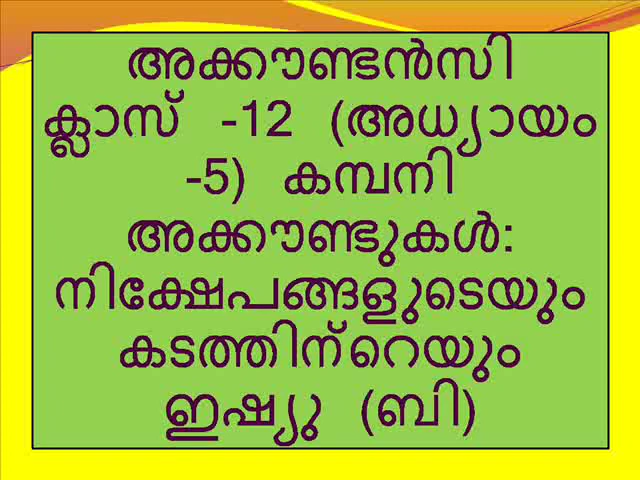 അക്കൗണ്ടൻസി
ക്ലാസ് -12 (അധ്യായം
-5) കമ്പനി
അക്കൗണ്ടുകൾ:
നിക്ഷേപങ്ങളുടെയും
കടത്തിന്റെയും
ഇഷ്യു (ബി)